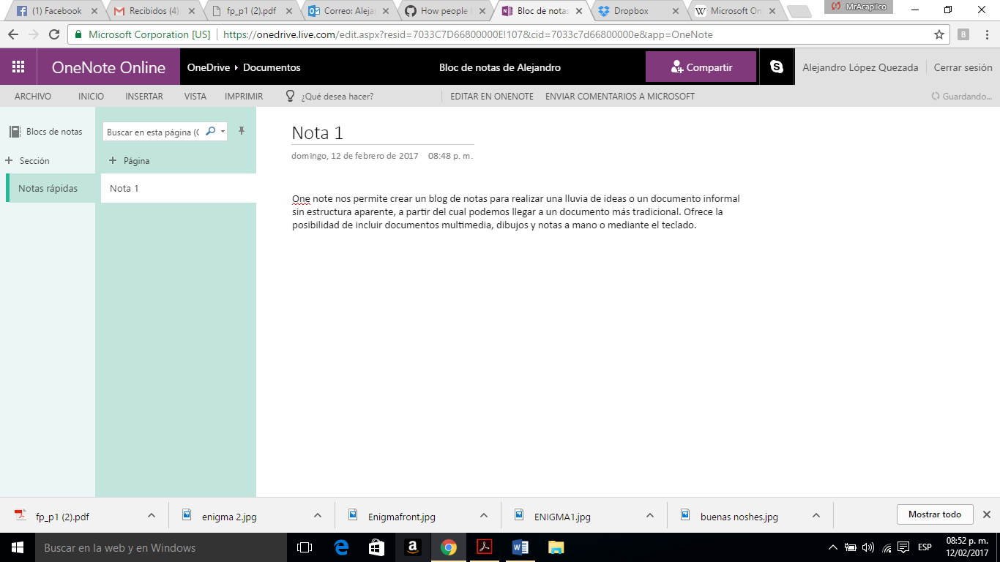 (1) Facebook
Recibidos (4)
fp_p1 (2).pdf
Correo: Aleja
How people
Bloc de notas
Dropbox
Microsoft On
MrAcapilco
Microsoft Corporation [US]
https://onedrive.live.com/edit.aspx?resid=7033C7D66800000E!107&cid=7033c7d66800000e&app=OneNote
B
OneNote Online
OneDrive ▸ Documentos
Bloc de notas de Alejandro
Compartir
Alejandro López Quezada
Cerrar sesión
ARCHIVO INICIO INSERTAR VISTA IMPRIMIR ¿Qué desea hacer? EDITAR EN ONENOTE ENVIAR COMENTARIOS A MICROSOFT Guardando...
Blocs de notas
Buscar en esta página (C
+ Sección
+ Página
Notas rápidas
Nota 1
Nota 1
domingo, 12 de febrero de 2017 08:48 p. m.
One note nos permite crear un blog de notas para realizar una lluvia de ideas o un documento informal
sin estructura aparente, a partir del cual podemos llegar a un documento más tradicional. Ofrece la
posibilidad de incluir documentos multimedia, dibujos y notas a mano o mediante el teclado.
fp_p1 (2).pdf
enigma 2.jpg
Enigmafront.jpg
ENIGMA1.jpg
buenas noshes.jpg
Mostrar todo
Buscar en la web y en Windows
ESP
08:52 p. m.
12/02/2017